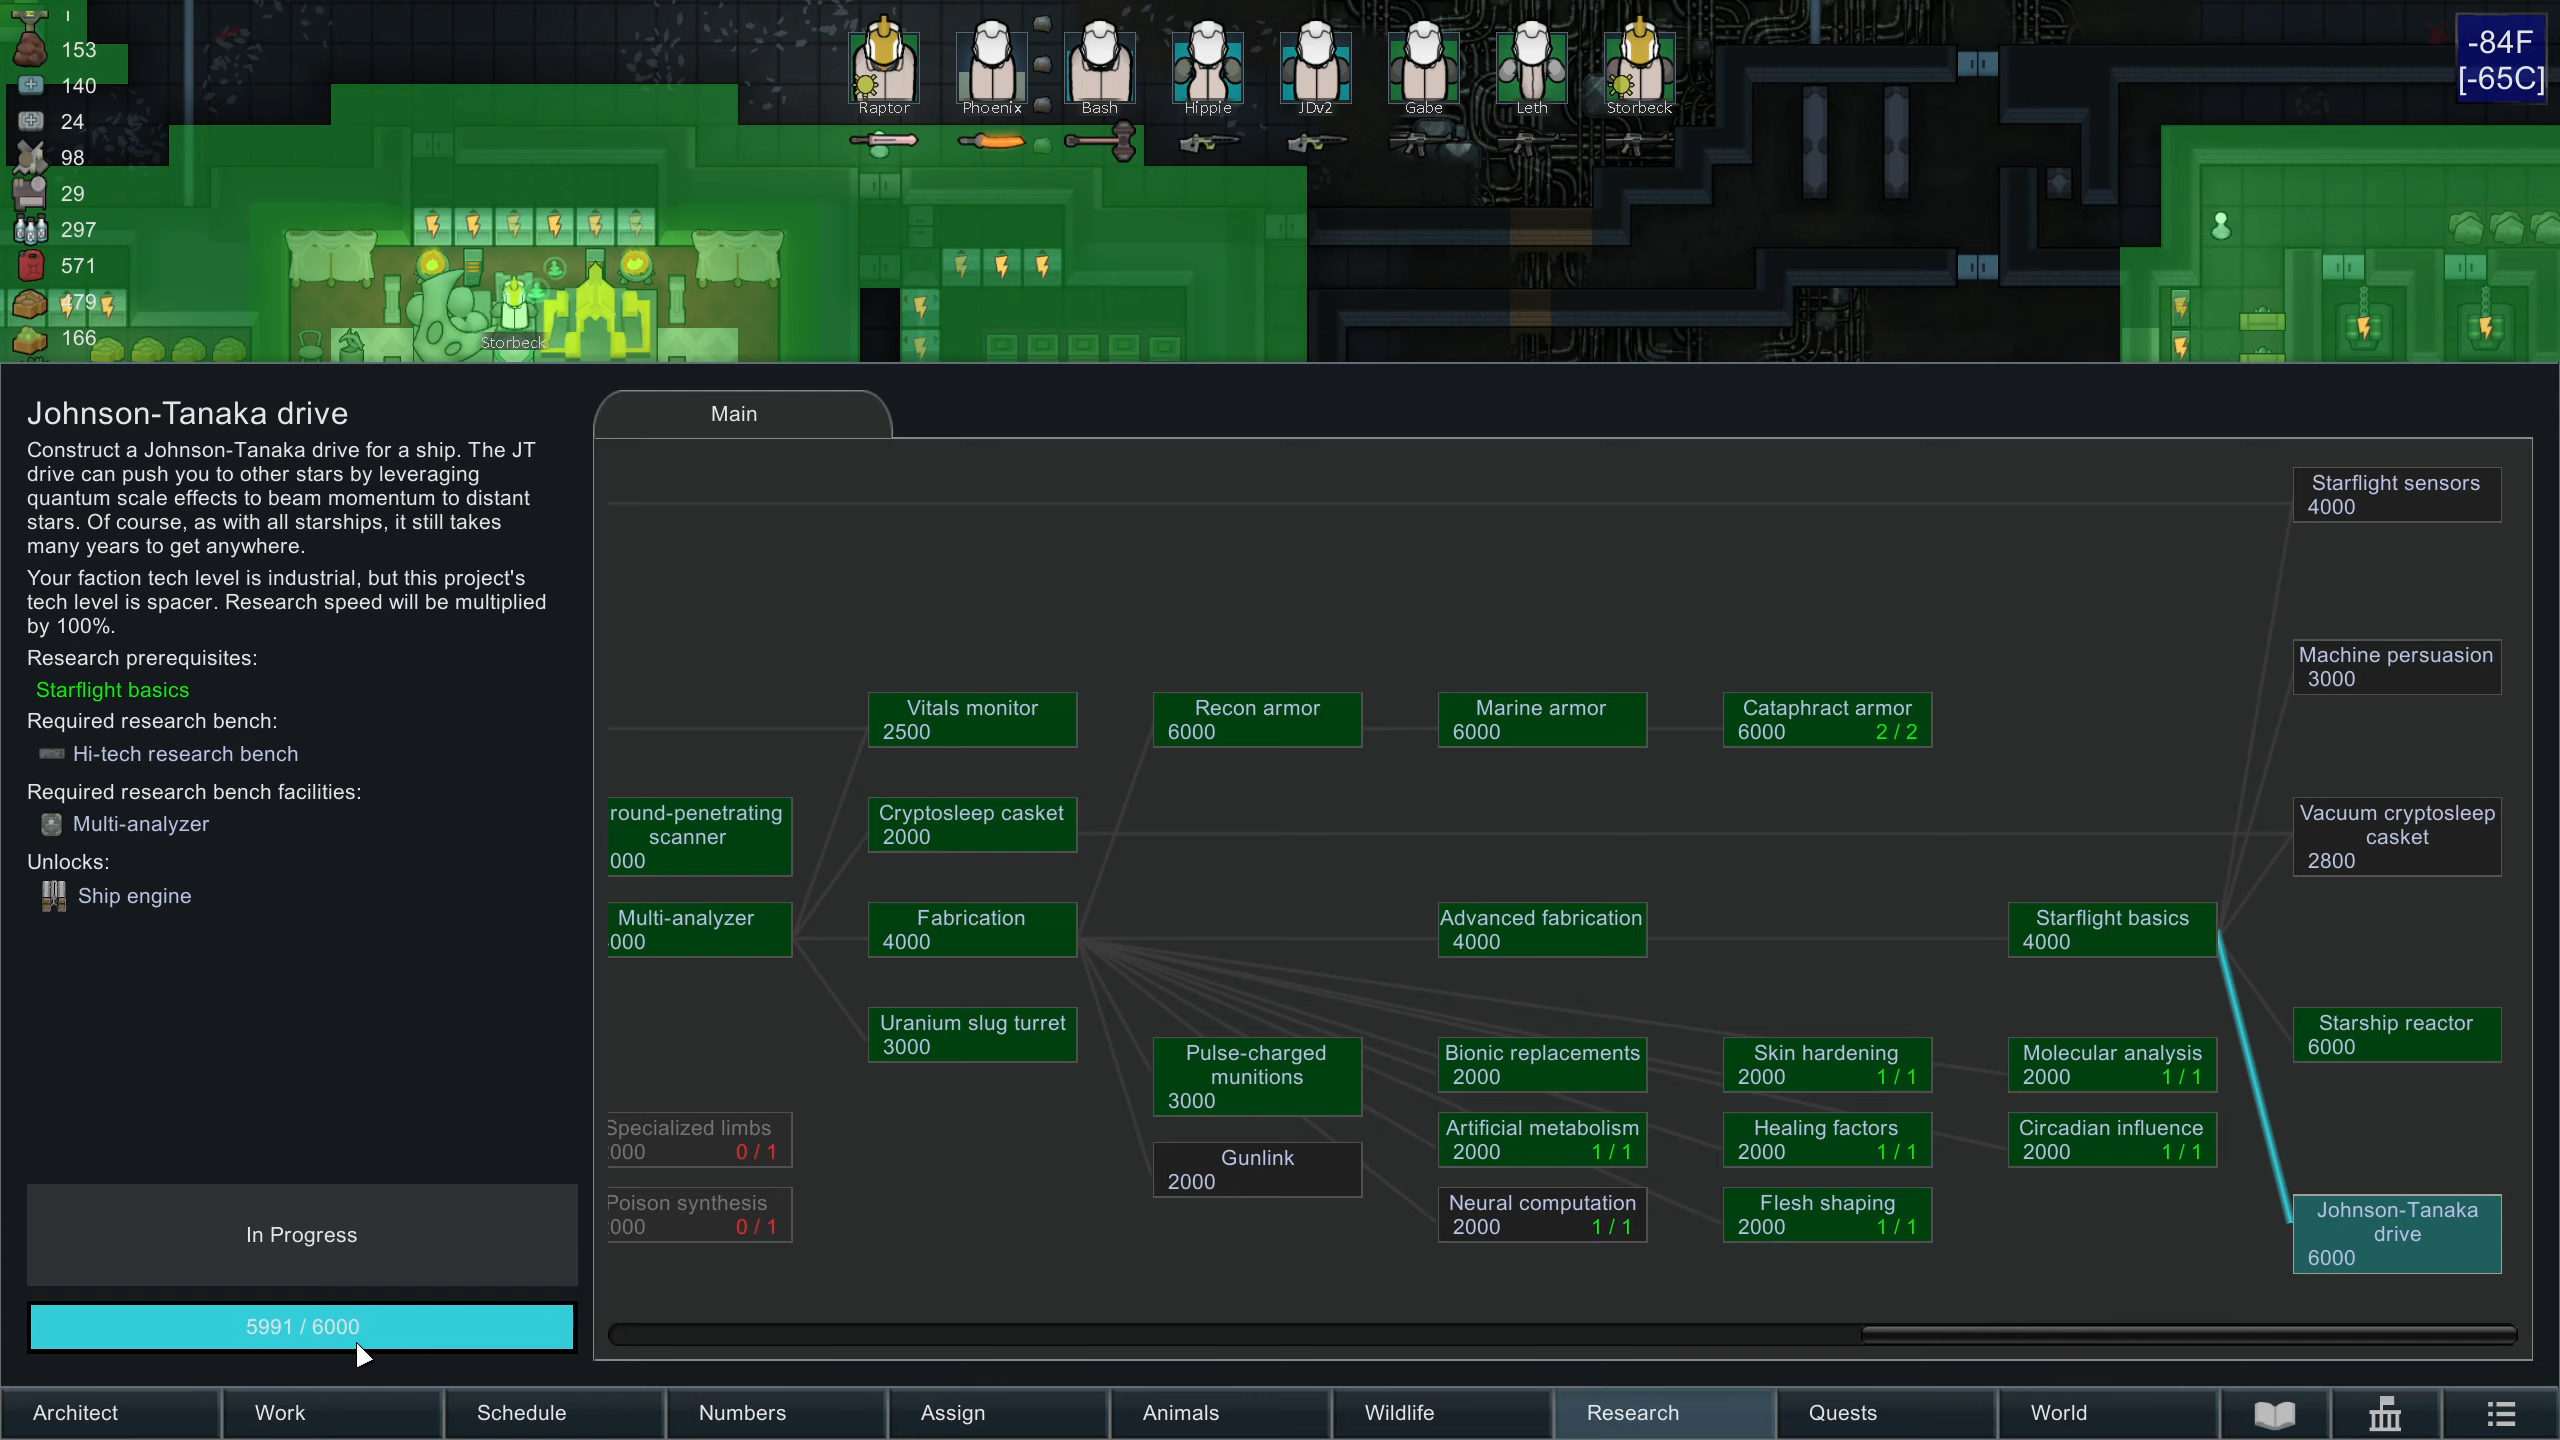 153
140
24
98
29
297
571
479
166
Raptor
Phoenix
Bash
Hippie
JDv2
Gabe
Leth
Storbeck
-84F
[-65C]
Storbeck
Johnson-Tanaka drive
Construct a Johnson-Tanaka drive for a ship. The JT
drive can push you to other stars by leveraging
quantum scale effects to beam momentum to distant
stars. Of course, as with all starships, it still takes
many years to get anywhere.
Your faction tech level is industrial, but this project's
tech level is spacer. Research speed will be multiplied
by 100%.
Research prerequisites:
Starflight basics
Required research bench:
Hi-tech research bench
Required research bench facilities:
Multi-analyzer
Unlocks:
Ship engine
In Progress
5991 / 6000
Main
Starflight sensors
4000
Machine persuasion
3000
Vitals monitor
2500
Recon armor
6000
Marine armor
6000
Cataphract armor
6000 2 / 2
round-penetrating
scanner
000
Cryptosleep casket
2000
Vacuum cryptosleep
casket
2800
Multi-analyzer
000
Fabrication
4000
Advanced fabrication
4000
Starflight basics
4000
Uranium slug turret
3000
Starship reactor
6000
Pulse-charged
munitions
3000
Bionic replacements
2000
Skin hardening
2000 1 / 1
Molecular analysis
2000 1 / 1
Specialized limbs
000 0 / 1
Gunlink
2000
Artificial metabolism
2000 1 / 1
Healing factors
2000 1 / 1
Circadian influence
2000 1 / 1
Poison synthesis
000 0 / 1
Neural computation
2000 1 / 1
Flesh shaping
2000 1 / 1
Johnson-Tanaka
drive
6000
Architect
Work
Schedule
Numbers
Assign
Animals
Wildlife
Research
Quests
World